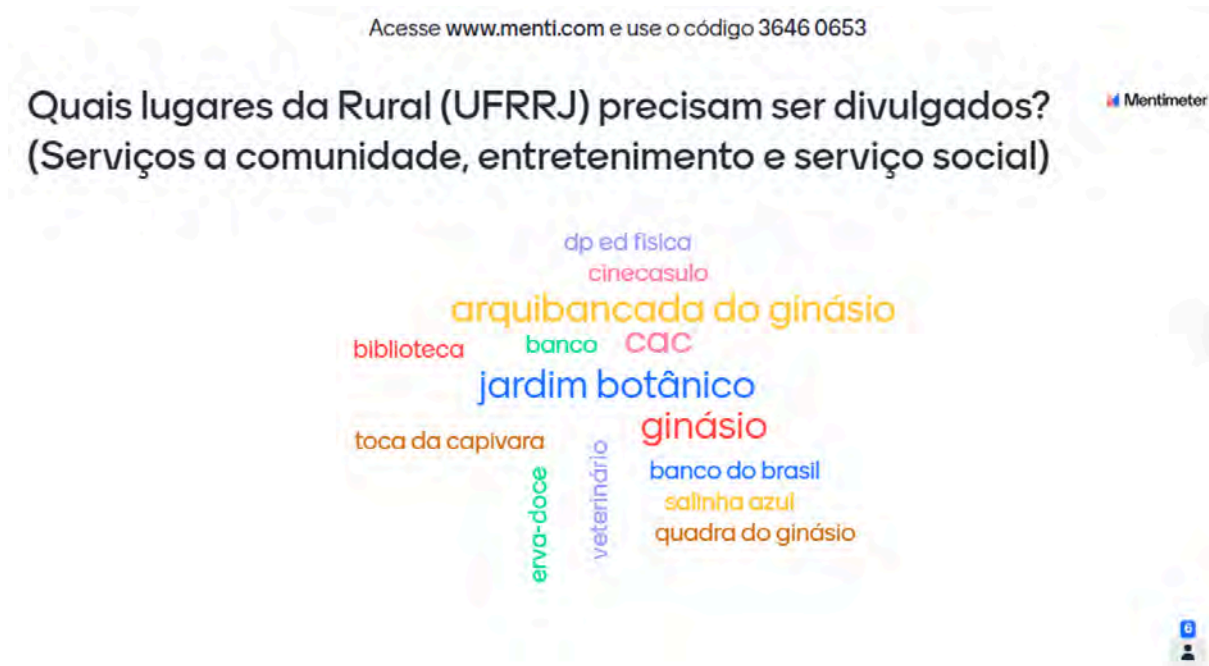 Acesse www.menti.com e use o código 3646 0653
Quais lugares da Rural (UFRRJ) precisam ser divulgados?
(Serviços a comunidade, entretenimento e serviço social)
Mentimeter
dp ed fisica
cinecasulo
arquibancada do ginásio
biblioteca
banco
cac
jardim botânico
ginásio
toca da capivara
erva-doce
veterinário
banco do brasil
salinha azul
quadra do ginásio
6